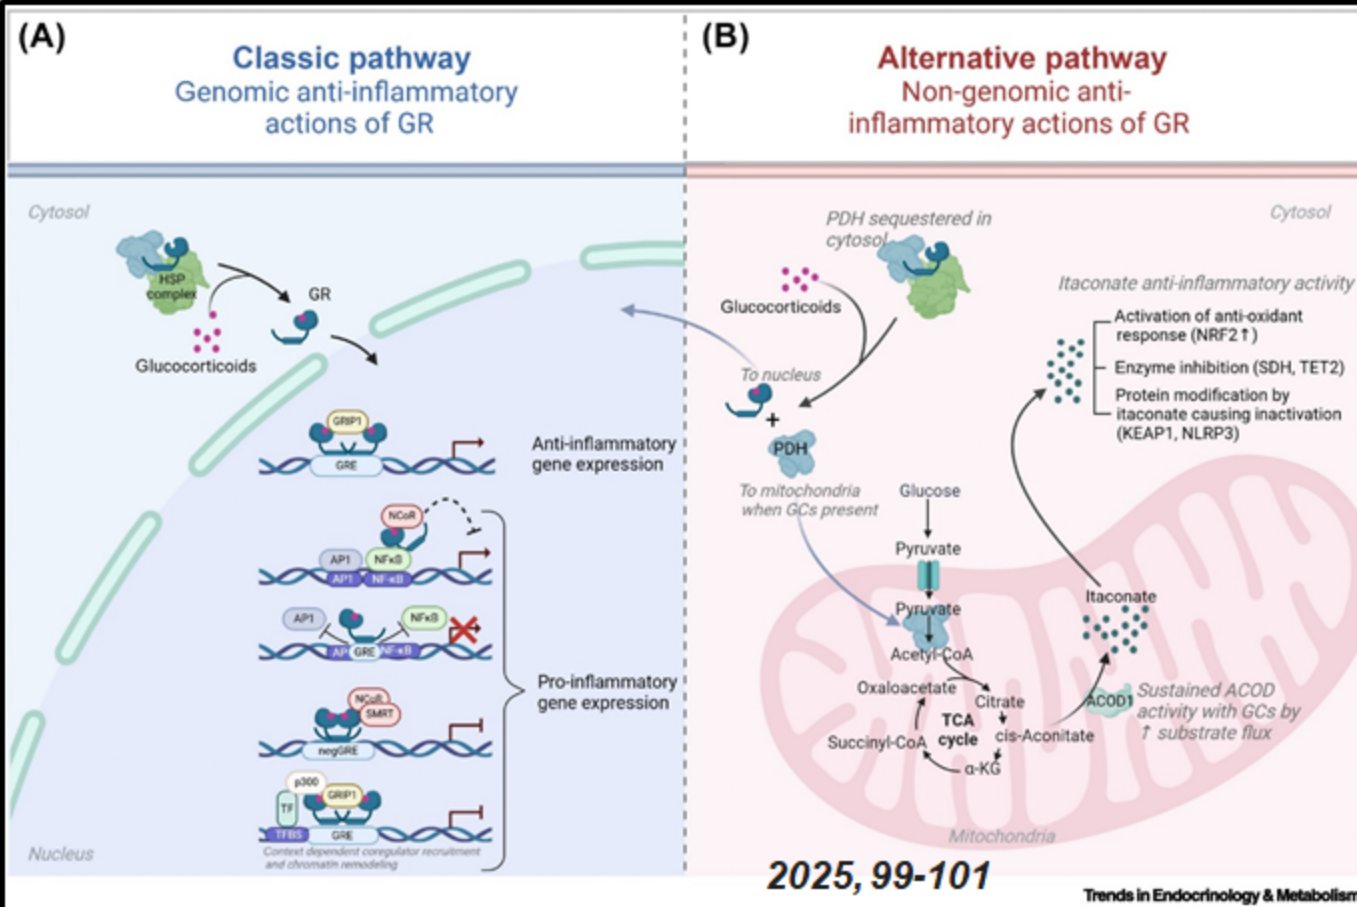 (A)
Classic pathway
Genomic anti-inflammatory
actions of GR
Cytosol
HSP
complex
GR
Glucocorticoids
GRIP1
GRE
Anti-inflammatory
gene expression
NCoR
AP1
NFκB
AP1
NF-κB
AP1
NFκB
AP
GRE
NF-κB
Pro-inflammatory
gene expression
NCoR
SMRT
negGRE
p300
GRIP1
TF
TFBS
GRE
Context dependent coregulator recruitment
and chromatin remodeling
Nucleus
(B)
Alternative pathway
Non-genomic anti-
inflammatory actions of GR
Cytosol
PDH sequestered in
cytosol
Glucocorticoids
To nucleus
+
PDH
To mitochondria
when GCs present
Glucose
Pyruvate
Pyruvate
Acetyl-CoA
Oxaloacetate
Citrate
TCA
cycle
cis-Aconitate
Succinyl-CoA
α-KG
Itaconate
ACOD1
Sustained ACOD
activity with GCs by
↑ substrate flux
Itaconate anti-inflammatory activity
Activation of anti-oxidant
response (NRF2↑)
Enzyme inhibition (SDH, TET2)
Protein modification by
itaconate causing inactivation
(KEAP1, NLRP3)
Mitochondria
2025, 99-101
Trends in Endocrinology & Metabolism